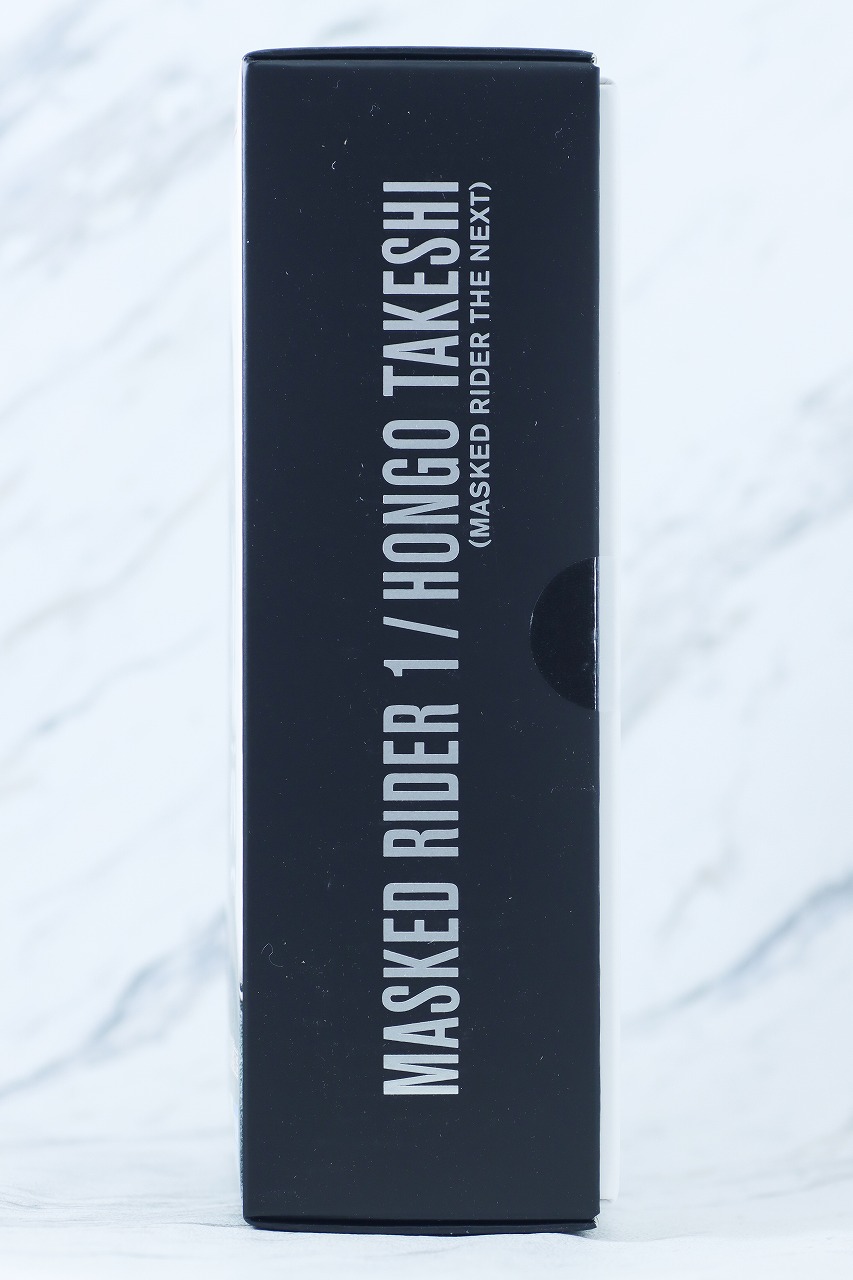 MASKED RIDER 1 / HONGO TAKESHI
(MASKED RIDER THE NEXT)